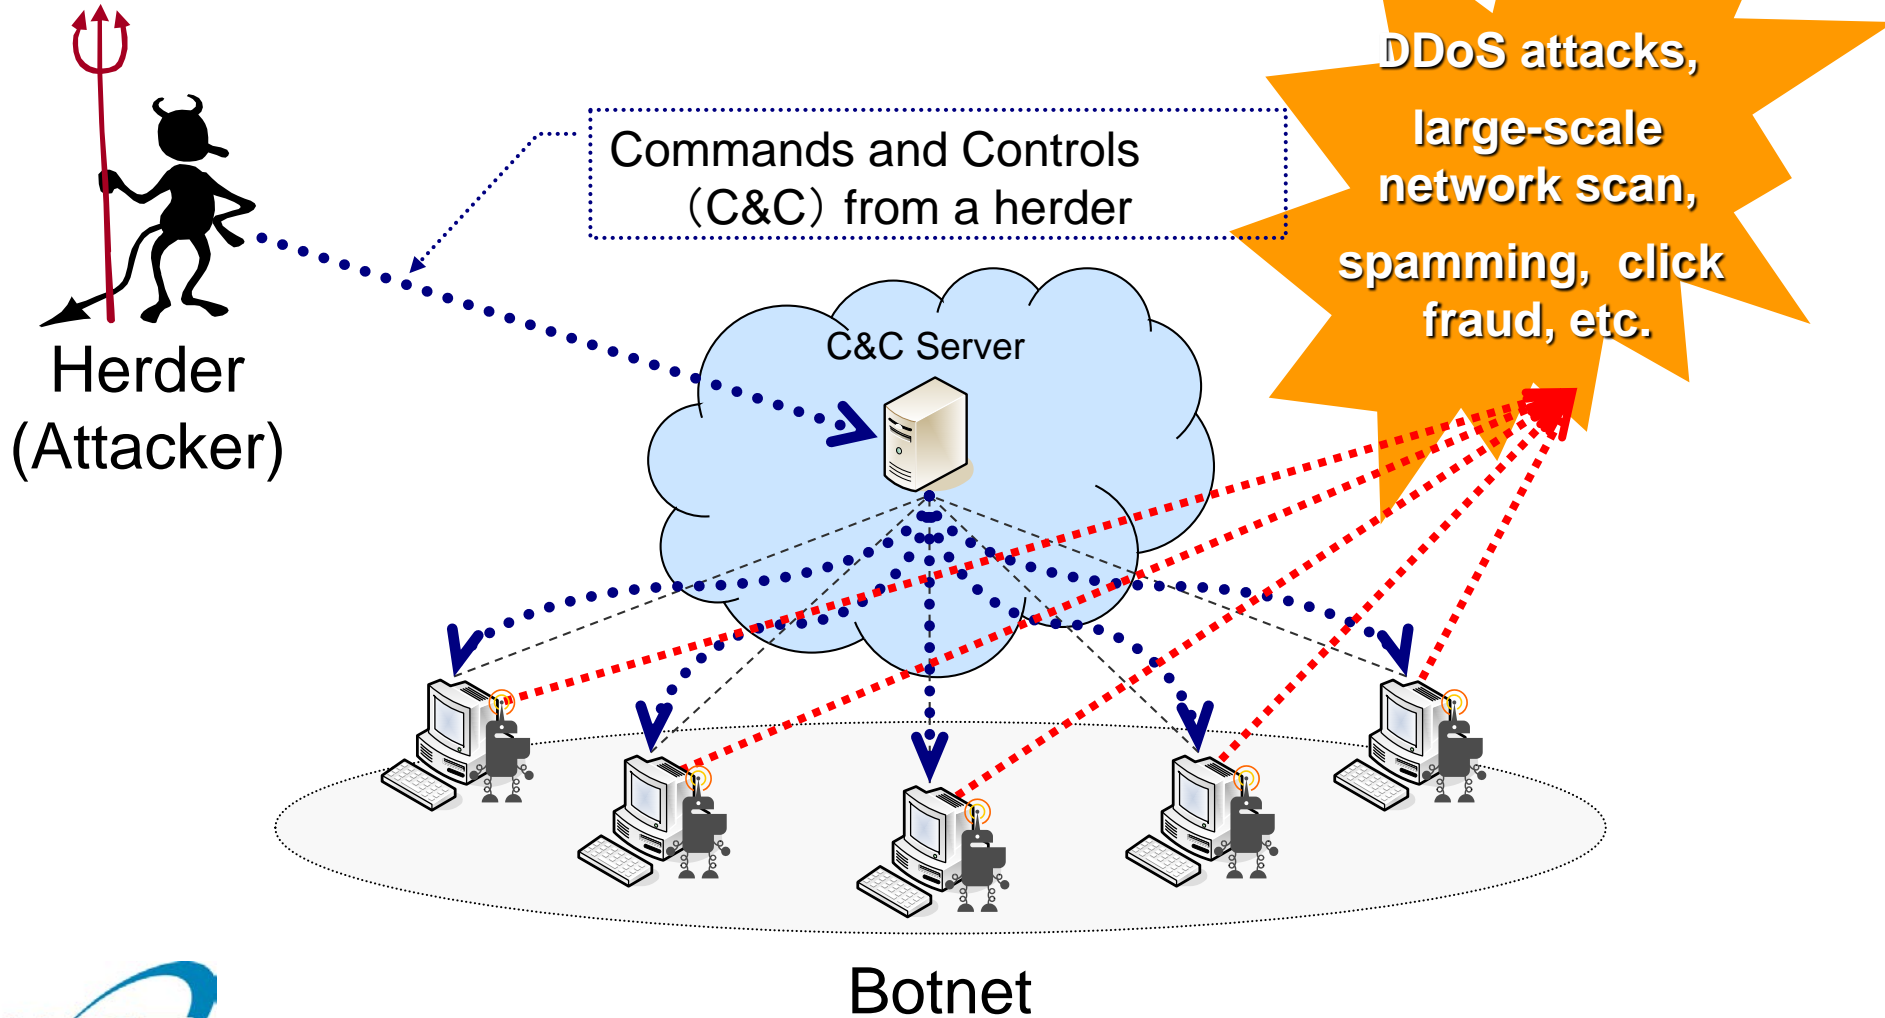 DDoS attacks,
large-scale
network scan,
spamming, click
fraud, etc.
Commands and Controls
（C&C）from a herder
C&C Server
Herder
(Attacker)
Botnet